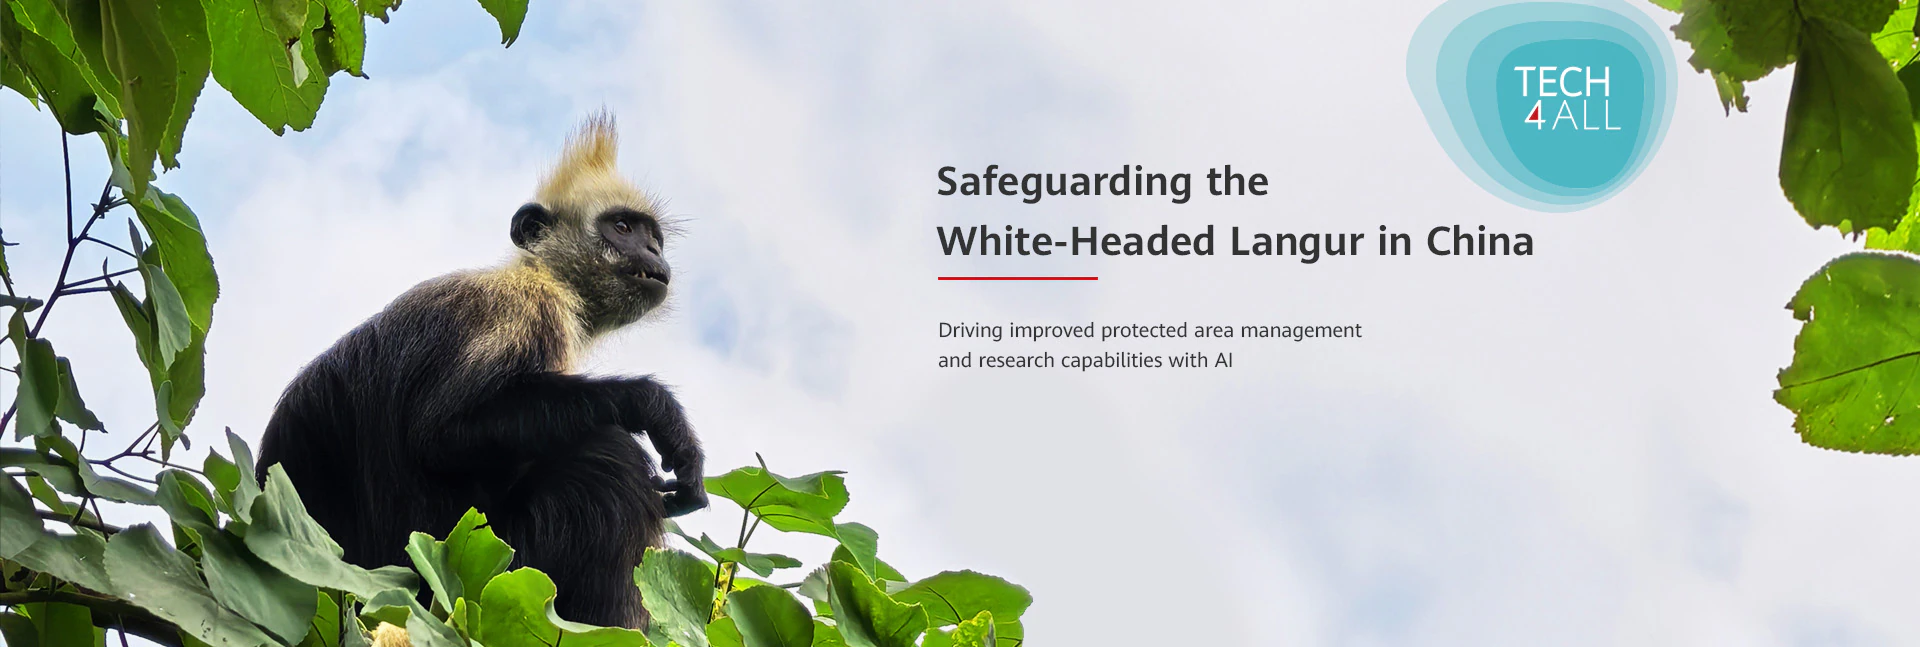 TECH
4ALL
Safeguarding the
White-Headed Langur in China
Driving improved protected area management
and research capabilities with AI